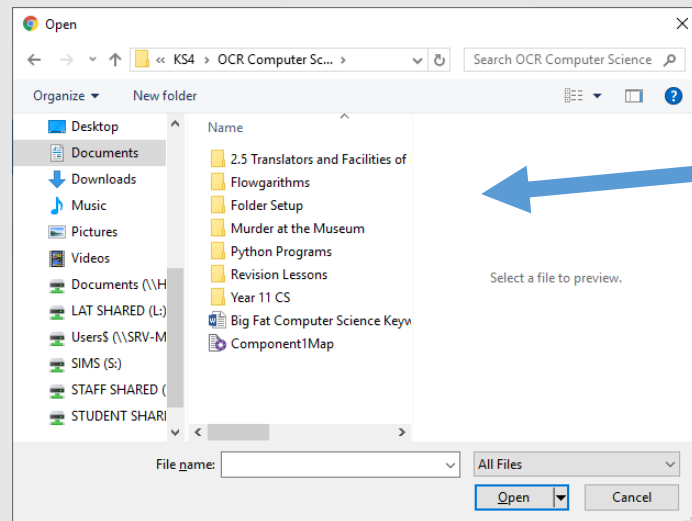 Open
« KS4 › OCR Computer Sc... ›
Search OCR Computer Science
Organize
New folder
Desktop
Documents
Downloads
Music
Pictures
Videos
Documents (\\H
LAT SHARED (L:)
Users$ (\\SRV-M
SIMS (S:)
STAFF SHARED (
STUDENT SHARI
Name
2.5 Translators and Facilities of
Flowgarithms
Folder Setup
Murder at the Museum
Python Programs
Revision Lessons
Year 11 CS
Big Fat Computer Science Keyw
Component1Map
Select a file to preview.
File name:
All Files
Open
Cancel